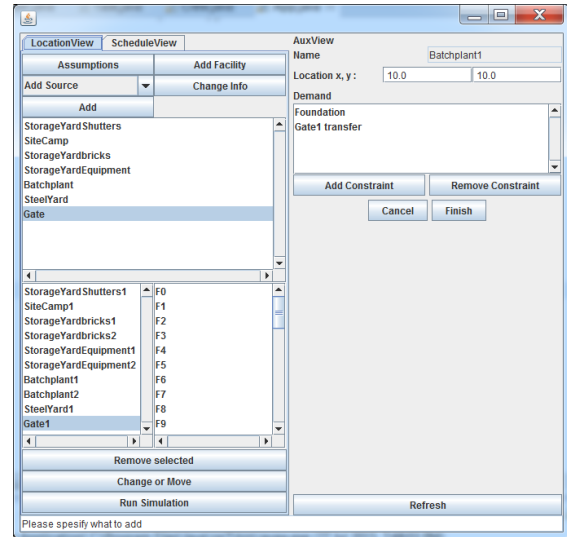 LocationView ScheduleView
Assumptions Add Facility
Add Source Change Info
Add
StorageYardShutters
SiteCamp
StorageYardbricks
StorageYardEquipment
Batchplant
SteelYard
Gate
StorageYardShutters1
SiteCamp1
StorageYardbricks1
StorageYardbricks2
StorageYardEquipment1
StorageYardEquipment2
Batchplant1
Batchplant2
SteelYard1
Gate1
F0
F1
F2
F3
F4
F5
F6
F7
F8
F9
Remove selected
Change or Move
Run Simulation
Please spesify what to add
AuxView
Name Batchplant1
Location x, y : 10.0 10.0
Demand
Foundation
Gate1 transfer
Add Constraint Remove Constraint
Cancel Finish
Refresh